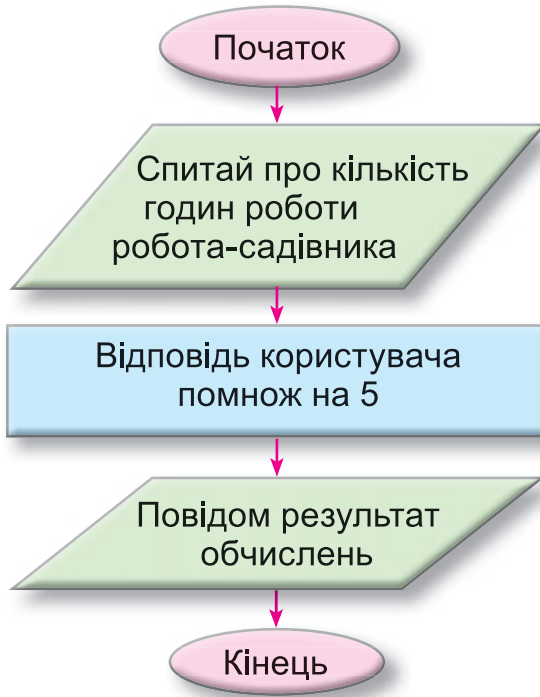 Початок
Спитай про кількість
годин роботи
робота-садівника
Відповідь користувача
помнож на 5
Повідом результат
обчислень
Кінець